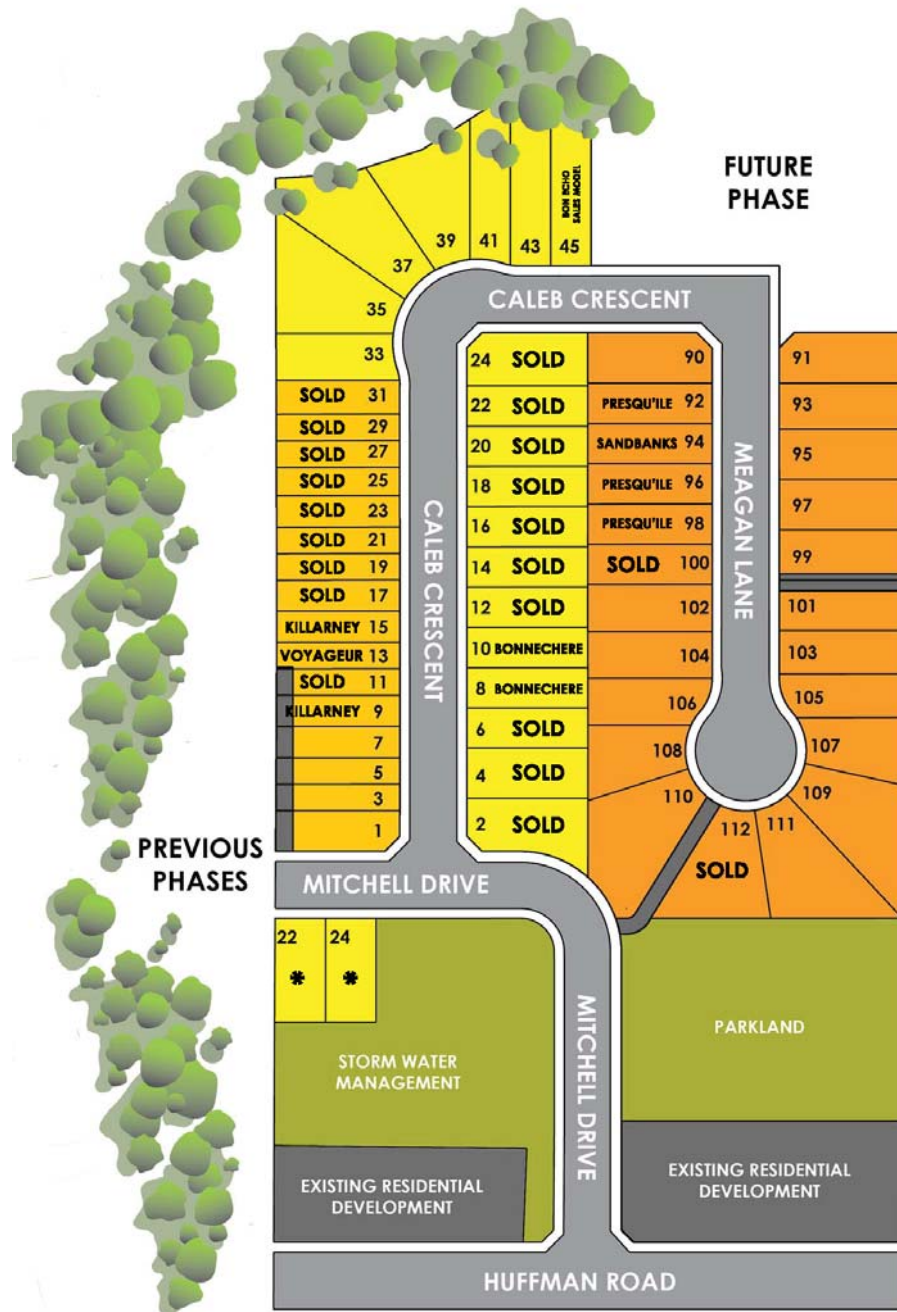 FUTURE
PHASE
BON ECHO
SALES MODEL
39
41
43
45
37
35
33
CALEB CRESCENT
SOLD 31
SOLD 29
SOLD 27
SOLD 25
SOLD 23
SOLD 21
SOLD 19
SOLD 17
KILLARNEY 15
VOYAGEUR 13
SOLD 11
KILLARNEY 9
7
5
3
1
CALEB CRESCENT
24 SOLD
22 SOLD
20 SOLD
18 SOLD
16 SOLD
14 SOLD
12 SOLD
10 BONNECHERE
8 BONNECHERE
6 SOLD
4 SOLD
2 SOLD
90
PRESQU'ILE 92
SANDBANKS 94
PRESQU'ILE 96
PRESQU'ILE 98
SOLD 100
102
104
106
108
110
112
SOLD
111
109
107
105
103
101
99
97
95
93
91
MEAGAN LANE
PREVIOUS
PHASES
MITCHELL DRIVE
22
*
24
*
STORM WATER
MANAGEMENT
MITCHELL DRIVE
PARKLAND
EXISTING RESIDENTIAL
DEVELOPMENT
EXISTING RESIDENTIAL
DEVELOPMENT
HUFFMAN ROAD